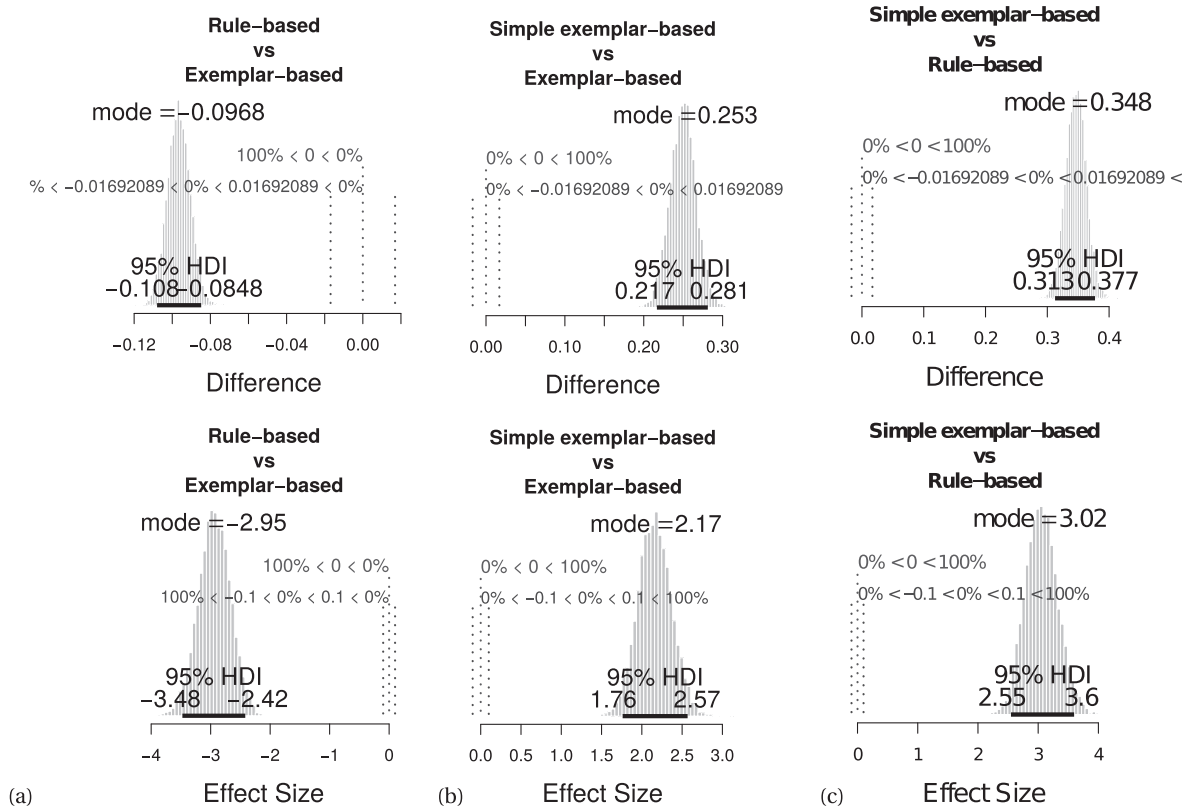 Rule−based
vs
Exemplar−based
mode = −0.0968
100% < 0 < 0%
% < −0.01692089 < 0% < 0.01692089 < 0%
95% HDI
−0.108 −0.0848
−0.12 −0.08 −0.04 0.00
Difference
Simple exemplar−based
vs
Exemplar−based
mode = 0.253
0% < 0 < 100%
0% < −0.01692089 < 0% < 0.01692089
95% HDI
0.217 0.281
0.00 0.10 0.20 0.30
Difference
Simple exemplar−based
vs
Rule−based
mode = 0.348
0% < 0 < 100%
0% < −0.01692089 < 0% < 0.01692089 <
95% HDI
0.313 0.377
0.0 0.1 0.2 0.3 0.4
Difference
Rule−based
vs
Exemplar−based
mode = −2.95
100% < 0 < 0%
100% < −0.1 < 0% < 0.1 < 0%
95% HDI
−3.48 −2.42
−4 −3 −2 −1 0
(a) Effect Size
Simple exemplar−based
vs
Exemplar−based
mode = 2.17
0% < 0 < 100%
0% < −0.1 < 0% < 0.1 < 100%
95% HDI
1.76 2.57
0.0 0.5 1.0 1.5 2.0 2.5 3.0
(b) Effect Size
Simple exemplar−based
vs
Rule−based
mode = 3.02
0% < 0 < 100%
0% < −0.1 < 0% < 0.1 < 100%
95% HDI
2.55 3.6
0 1 2 3 4
(c) Effect Size